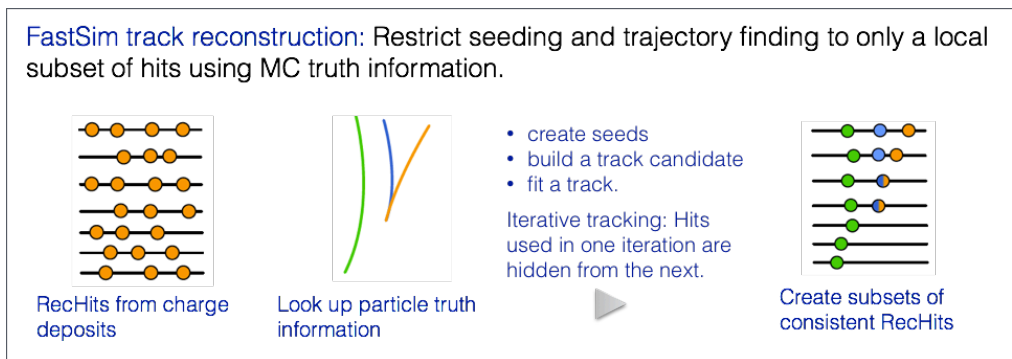 FastSim track reconstruction: Restrict seeding and trajectory finding to only a local
subset of hits using MC truth information.
RecHits from charge
deposits
Look up particle truth
information
• create seeds
• build a track candidate
• fit a track.
Iterative tracking: Hits
used in one iteration are
hidden from the next.
Create subsets of
consistent RecHits